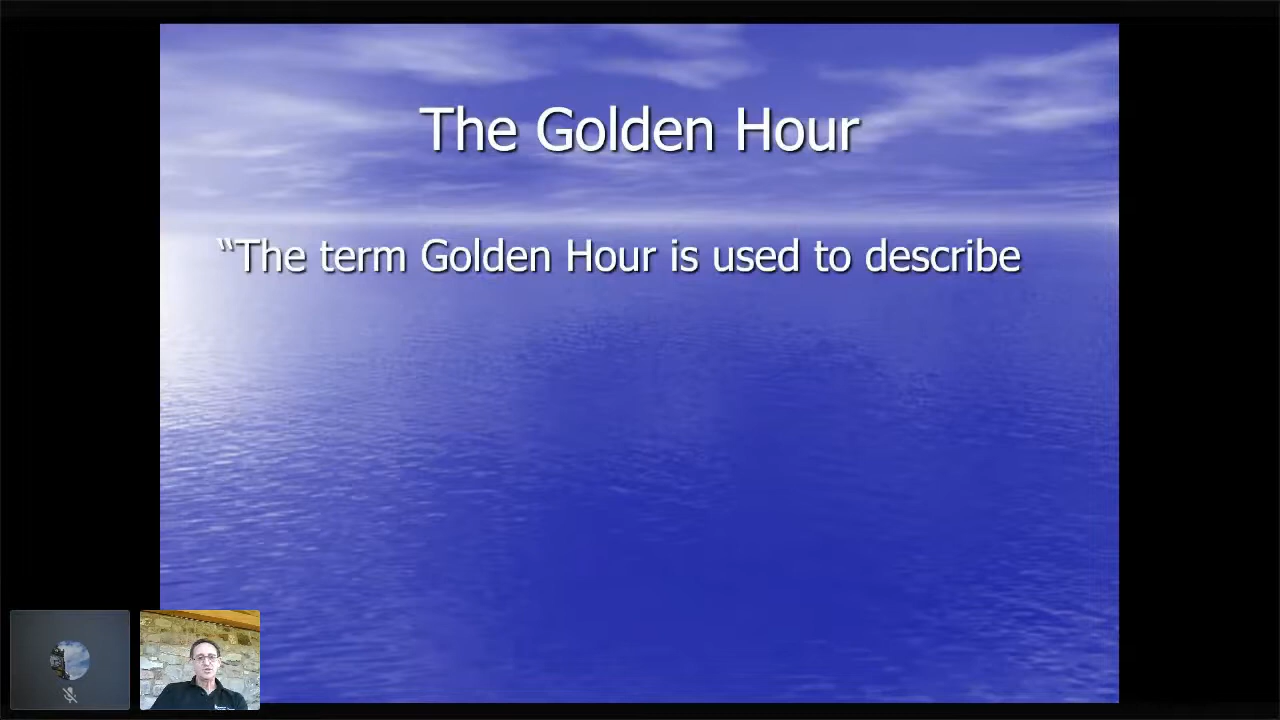 The Golden Hour
“The term Golden Hour is used to describe